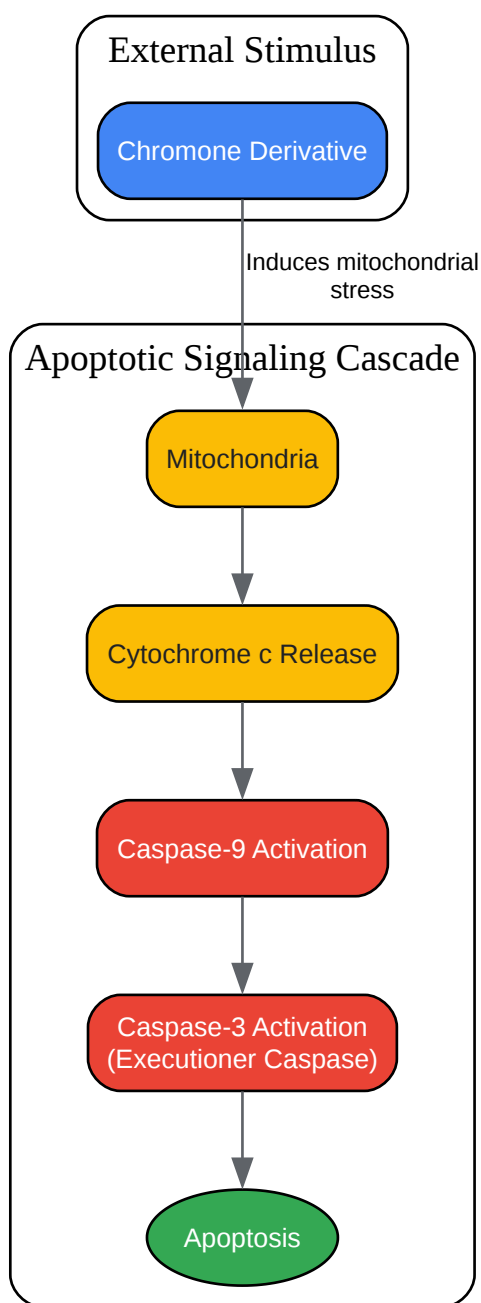 External Stimulus
Chromone Derivative
Induces mitochondrial
stress
Apoptotic Signaling Cascade
Mitochondria
Cytochrome c Release
Caspase-9 Activation
Caspase-3 Activation
(Executioner Caspase)
Apoptosis